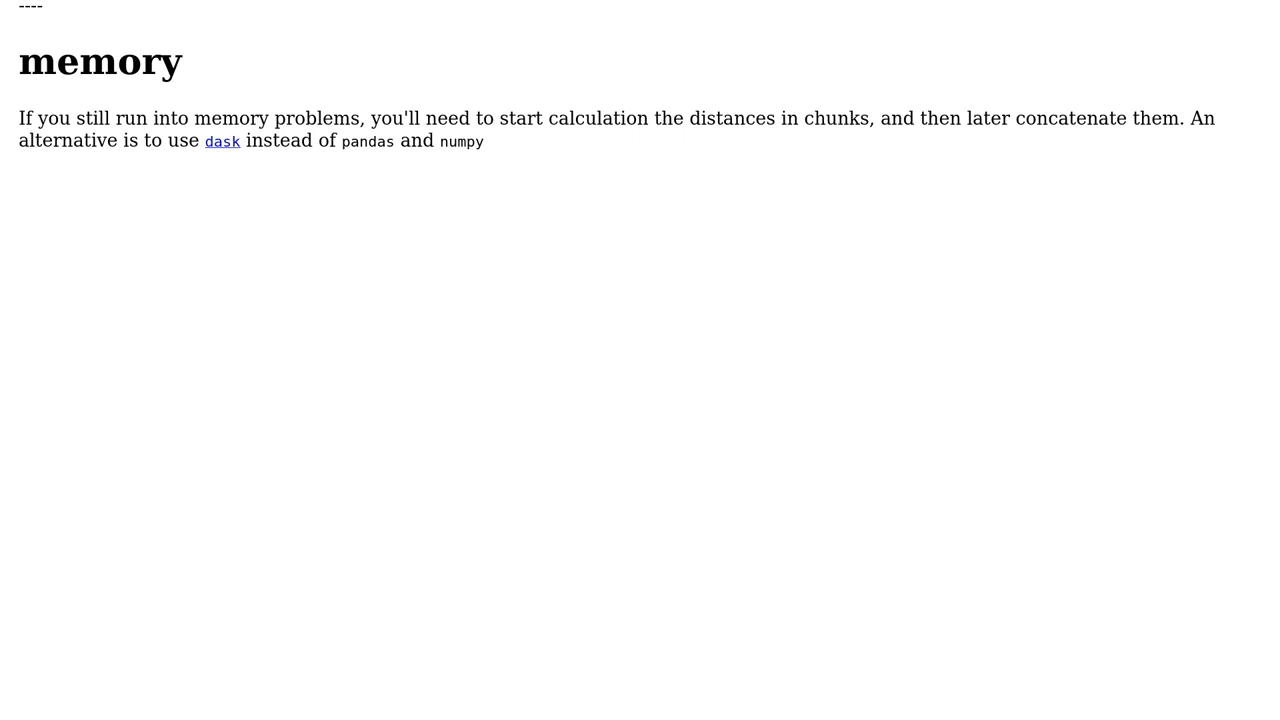 ----
memory
If you still run into memory problems, you'll need to start calculation the distances in chunks, and then later concatenate them. An
alternative is to use dask instead of pandas and numpy